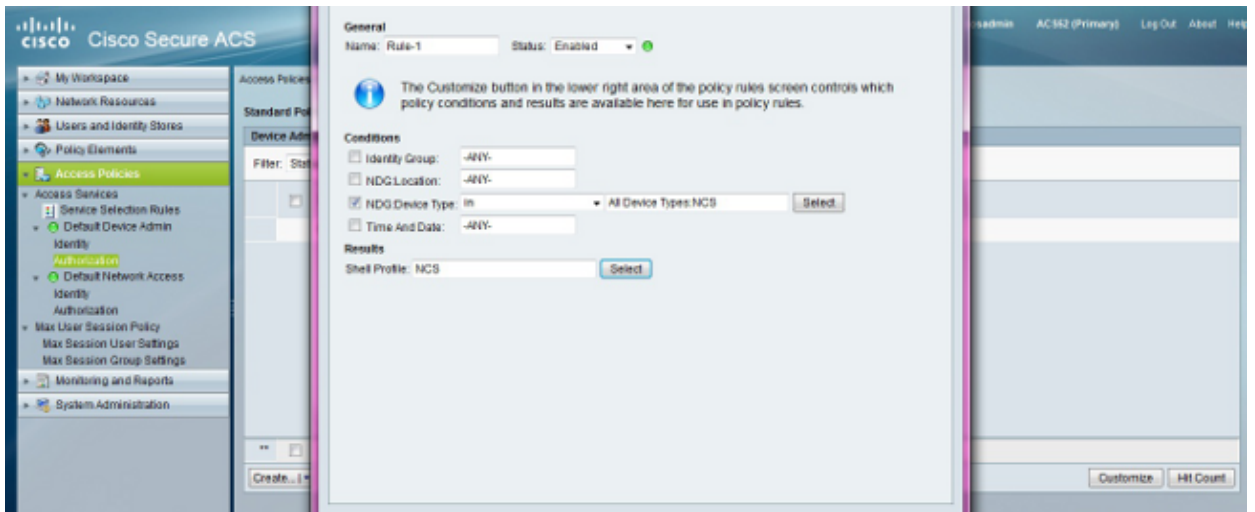 cisco Cisco Secure ACS
AC562 (Primary) Log Out About Help
My Workspace
Network Resources
Users and Identity Stores
Policy Elements
Access Policies
Access Services
Service Selection Rules
Default Device Admin
Identity
Authorization
Default Network Access
Identity
Authorization
Max User Session Policy
Max Session User Settings
Max Session Group Settings
Monitoring and Reports
System Administration
Access Policies
Standard Pol
Device Adm
Filter: Stat
Create...
General
Name: Rule-1 Status: Enabled
The Customize button in the lower right area of the policy rules screen controls which
policy conditions and results are available here for use in policy rules.
Conditions
Identity Group: -ANY-
NDG:Location: -ANY-
NDG:Device Type: in All Device Types:NCS Select
Time And Date: -ANY-
Results
Shell Profile: NCS Select
**
Customize Hit Count